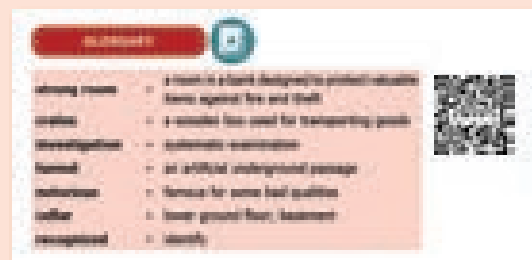 GLOSSARY
strong room - a room in a bank designed to protect valuable
items against fire and theft
crates - a wooden box used for transporting goods
investigation - systematic examination
tunnel - an artificial underground passage
notorious - famous for some bad qualities
cellar - lower ground floor, basement
recognized - identify